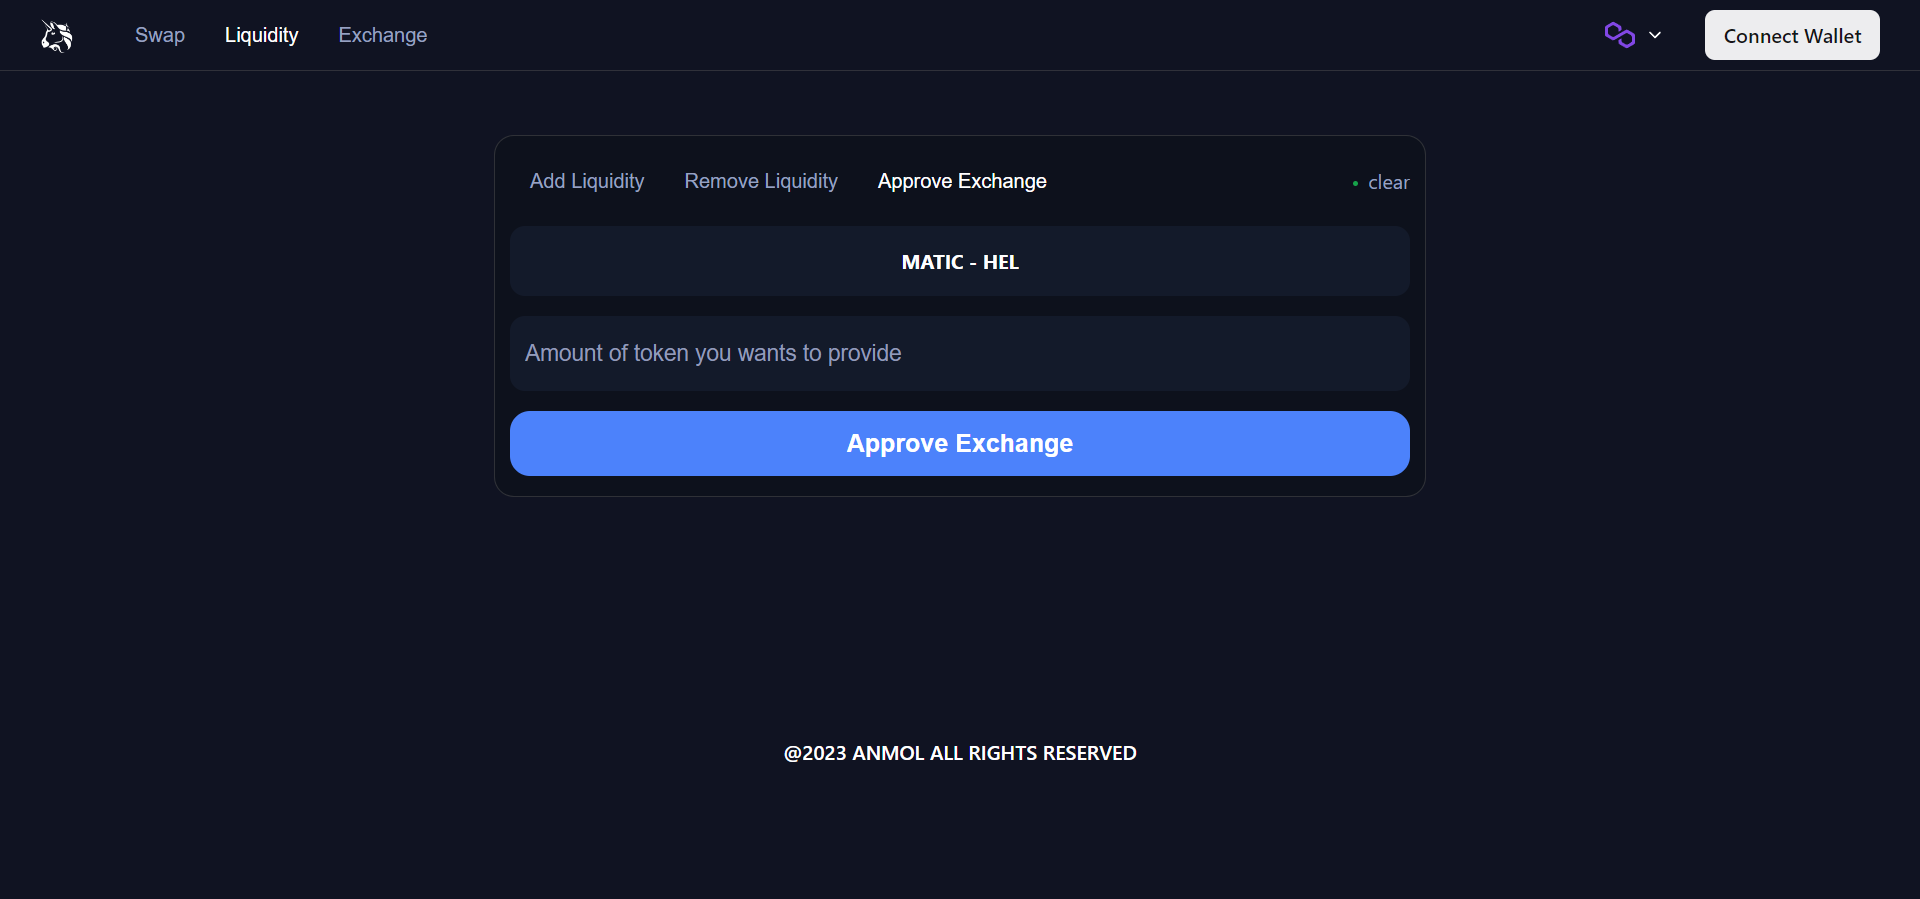 Swap Liquidity Exchange Connect Wallet
Add Liquidity Remove Liquidity Approve Exchange clear
MATIC - HEL
Amount of token you wants to provide
Approve Exchange
@2023 ANMOL ALL RIGHTS RESERVED